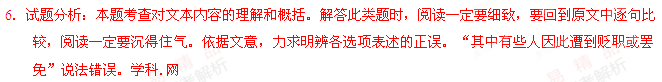 6. 试题分析：本题考查对文本内容的理解和概括。解答此类题时，阅读一定要细致，要回到原文中逐句比
较，阅读一定要沉得住气。依据文意，力求明辨各选项表述的正误。“其中有些人因此遭到贬职或罢
免”说法错误。学科.网